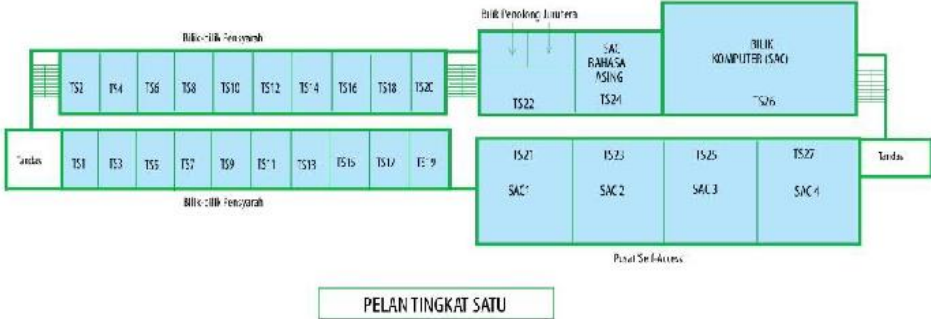 Bilik Penolong Jurutera
Bilik-bilik Pensyarah
SAC
BAHASA
ASING
BILIK
KOMPUTER (SAC)
TS2 TS4 TS6 TS8 TS10 TS12 TS14 TS16 TS18 TS20
TS22 TS24 TS26
Tandas TS1 TS3 TS5 TS7 TS9 TS11 TS13 TS15 TS17 TS19
TS21 TS23 TS25 TS27 Tandas
SAC1 SAC 2 SAC 3 SAC 4
Bilik-bilik Pensyarah
Pusat Self-Access
PELAN TINGKAT SATU